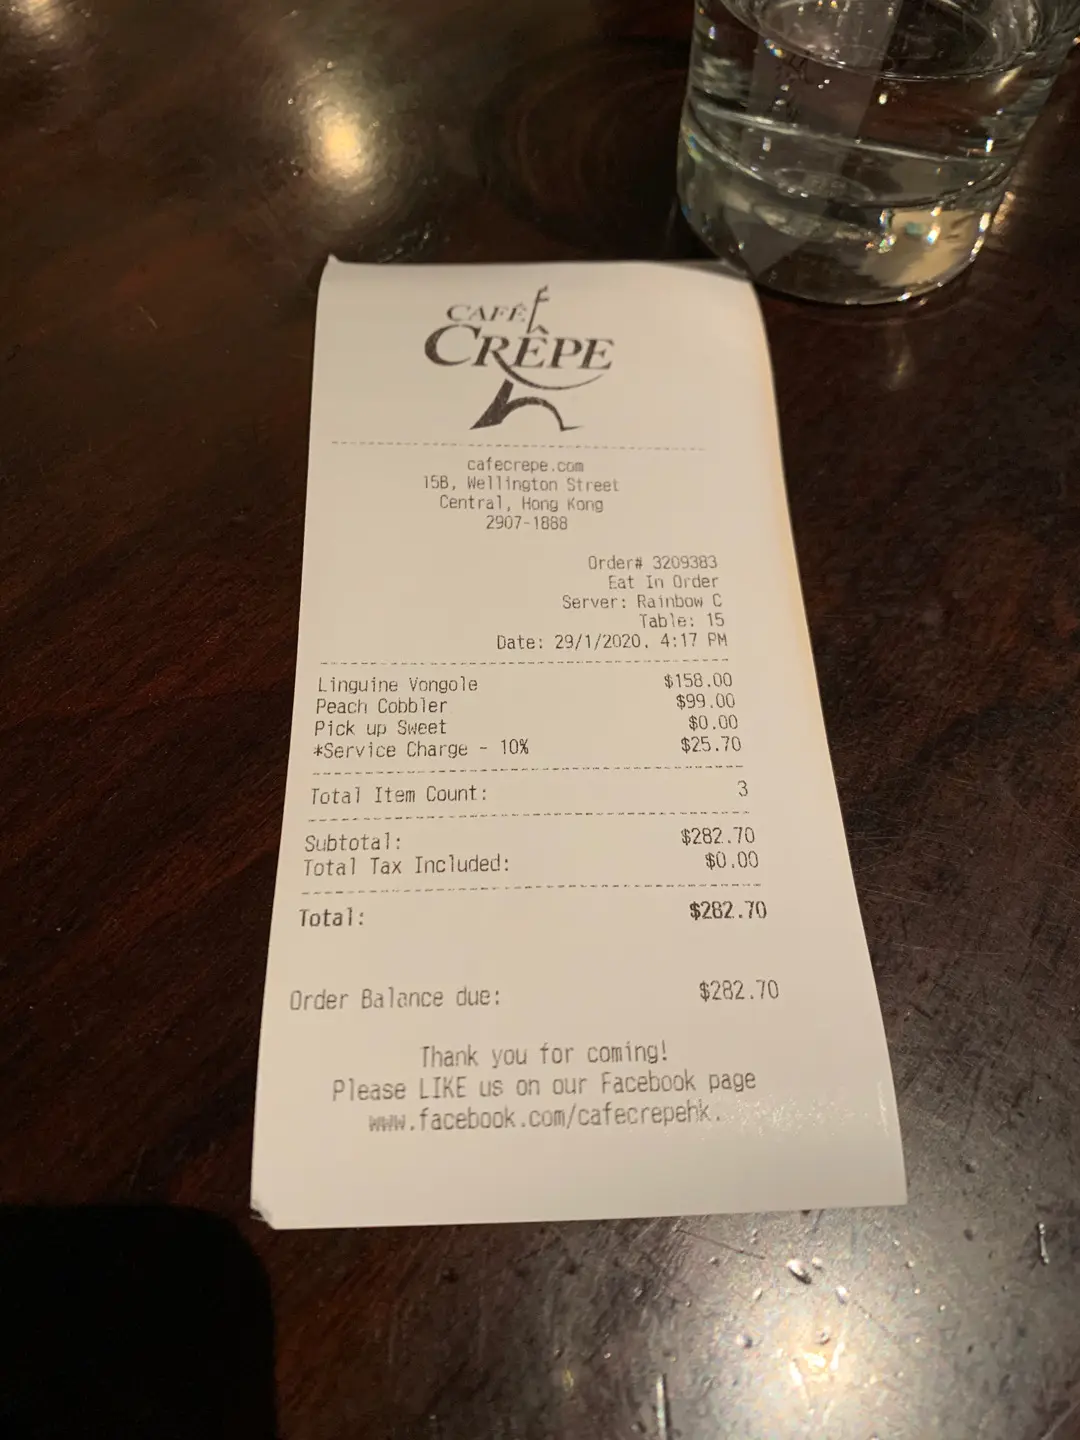 CAFÉ
CRÊPE
cafecrepe.com
15B, Wellington Street
Central, Hong Kong
2907-1888
Order# 3209383
Eat In Order
Server: Rainbow C
Table: 15
Date: 29/1/2020, 4:17 PM
Linguine Vongole $158.00
Peach Cobbler $99.00
Pick up Sweet $0.00
*Service Charge - 10% $25.70
Total Item Count: 3
Subtotal: $282.70
Total Tax Included: $0.00
Total: $282.70
Order Balance due: $282.70
Thank you for coming!
Please LIKE us on our Facebook page
www.facebook.com/cafecrepehk.